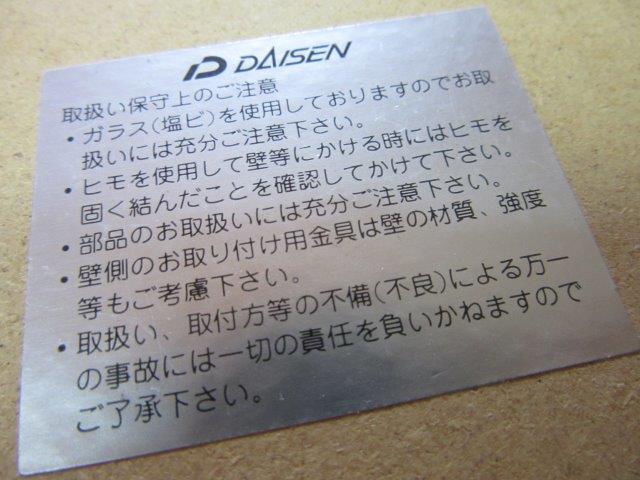 DAISEN
取扱い保守上のご注意
・ガラス(塩ビ)を使用しておりますのでお取
扱いには充分ご注意下さい。
・ヒモを使用して壁等にかける時にはヒモを
固く結んだことを確認してかけて下さい。
・部品のお取扱いには充分ご注意下さい。
・壁側のお取り付け用金具は壁の材質、強度
等もご考慮下さい。
・取扱い、取付方等の不備(不良)による万一
の事故には一切の責任を負いかねますので
ご了承下さい。